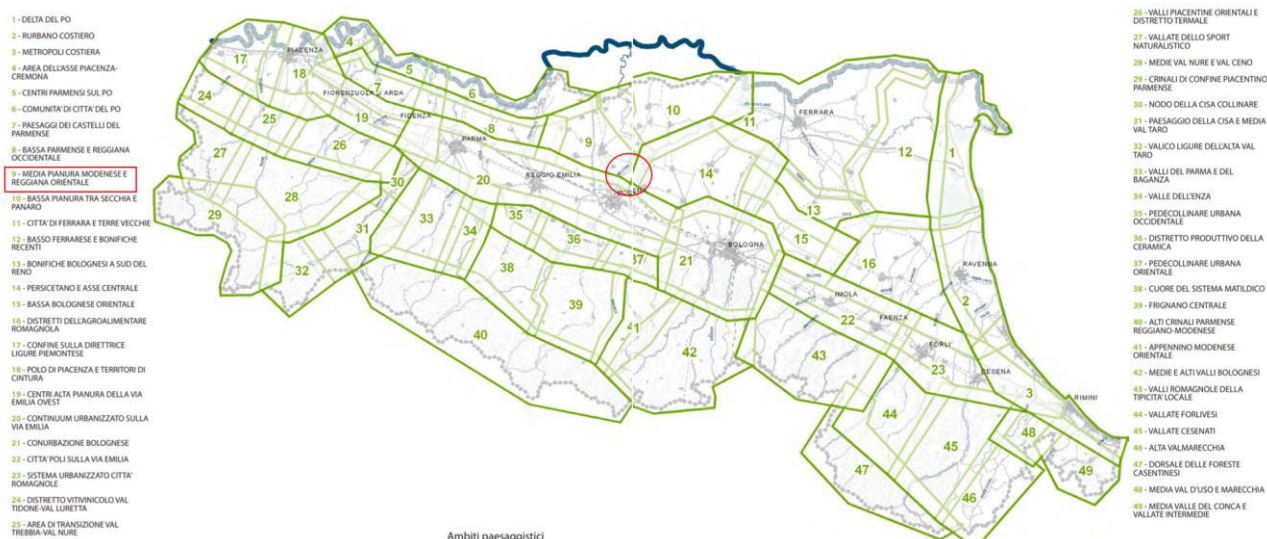 1 - DELTA DEL PO
2 - RURBANO COSTIERO
3 - METROPOLI COSTIERA
4 - AREA DELL'ASSE PIACENZA-
CREMONA
5 - CENTRI PARMENSI SUL PO
6 - COMUNITA' DI CITTA' DEL PO
7 - PAESAGGI DEI CASTELLI DEL
PARMENSE
8 - BASSA PARMENSE E REGGIANA
OCCIDENTALE
9 - MEDIA PIANURA MODENESE E
REGGIANA ORIENTALE
10 - BASSA PIANURA TRA SECCHIA E
PANARO
11 - CITTA' DI FERRARA E TERRE VECCHIE
12 - BASSO FERRARESE E BONIFICHE
RECENTI
13 - BONIFICHE BOLOGNESI A SUD DEL
RENO
14 - PERSICETANO E ASSE CENTRALE
15 - BASSA BOLOGNESE ORIENTALE
16 - DISTRETTI DELL'AGROALIMENTARE
ROMAGNOLA
17 - CONFINE SULLA DIRETTRICE
LIGURE PIEMONTESE
18 - POLO DI PIACENZA E TERRITORI DI
CINTURA
19 - CENTRI ALTA PIANURA DELLA VIA
EMILIA OVEST
20 - CONTINUUM URBANIZZATO SULLA
VIA EMILIA
21 - CONURBAZIONE BOLOGNESE
22 - CITTA' POLI SULLA VIA EMILIA
23 - SISTEMA URBANIZZATO CITTA'
ROMAGNOLE
24 - DISTRETTO VITIVINICOLO VAL
TIDONE-VAL LURETTA
25 - AREA DI TRANSIZIONE VAL
TREBBIA-VAL NURE
PIACENZA
FIORENZUOLA D'ARDA
FIDENZA
PARMA
REGGIO EMILIA
FERRARA
BOLOGNA
IMOLA
FAENZA
FORLI'
CESENA
RAVENNA
RIMINI
17
18
4
5
6
24
25
19
8
9
10
11
12
1
27
26
20
14
13
28
30
29
31
33
34
35
36
37
21
15
16
32
38
39
40
42
22
2
43
23
3
44
45
46
47
48
49
Ambiti paesaggistici
26 - VALLI PIACENTINE ORIENTALI E
DISTRETTO TERMALE
27 - VALLATE DELLO SPORT
NATURALISTICO
28 - MEDIE VAL NURE E VAL CENO
29 - CRINALI DI CONFINE PIACENTINO
PARMENSE
30 - NODO DELLA CISA COLLINARE
31 - PAESAGGIO DELLA CISA E MEDIA
VAL TARO
32 - VALICO LIGURE DELL'ALTA VAL
TARO
33 - VALLI DEL PARMA E DEL
BAGANZA
34 - VALLE DELL'ENZA
35 - PEDECOLLINARE URBANA
OCCIDENTALE
36 - DISTRETTO PRODUTTIVO DELLA
CERAMICA
37 - PEDECOLLINARE URBANA
ORIENTALE
38 - CUORE DEL SISTEMA MATILDICO
39 - FRIGNANO CENTRALE
40 - ALTI CRINALI PARMENSE
REGGIANO-MODENESE
41 - APPENNINO MODENESE
ORIENTALE
42 - MEDIE E ALTI VALLI BOLOGNESI
43 - VALLI ROMAGNOLE DELLA
TIPICITA' LOCALE
44 - VALLATE FORLIVESI
45 - VALLATE CESENATI
46 - ALTA VALMARECCHIA
47 - DORSALE DELLE FORESTE
CASENTINESI
48 - MEDIA VAL D'USO E MARECCHIA
49 - MEDIA VALLE DEL CONCA E
VALLATE INTERMEDIE